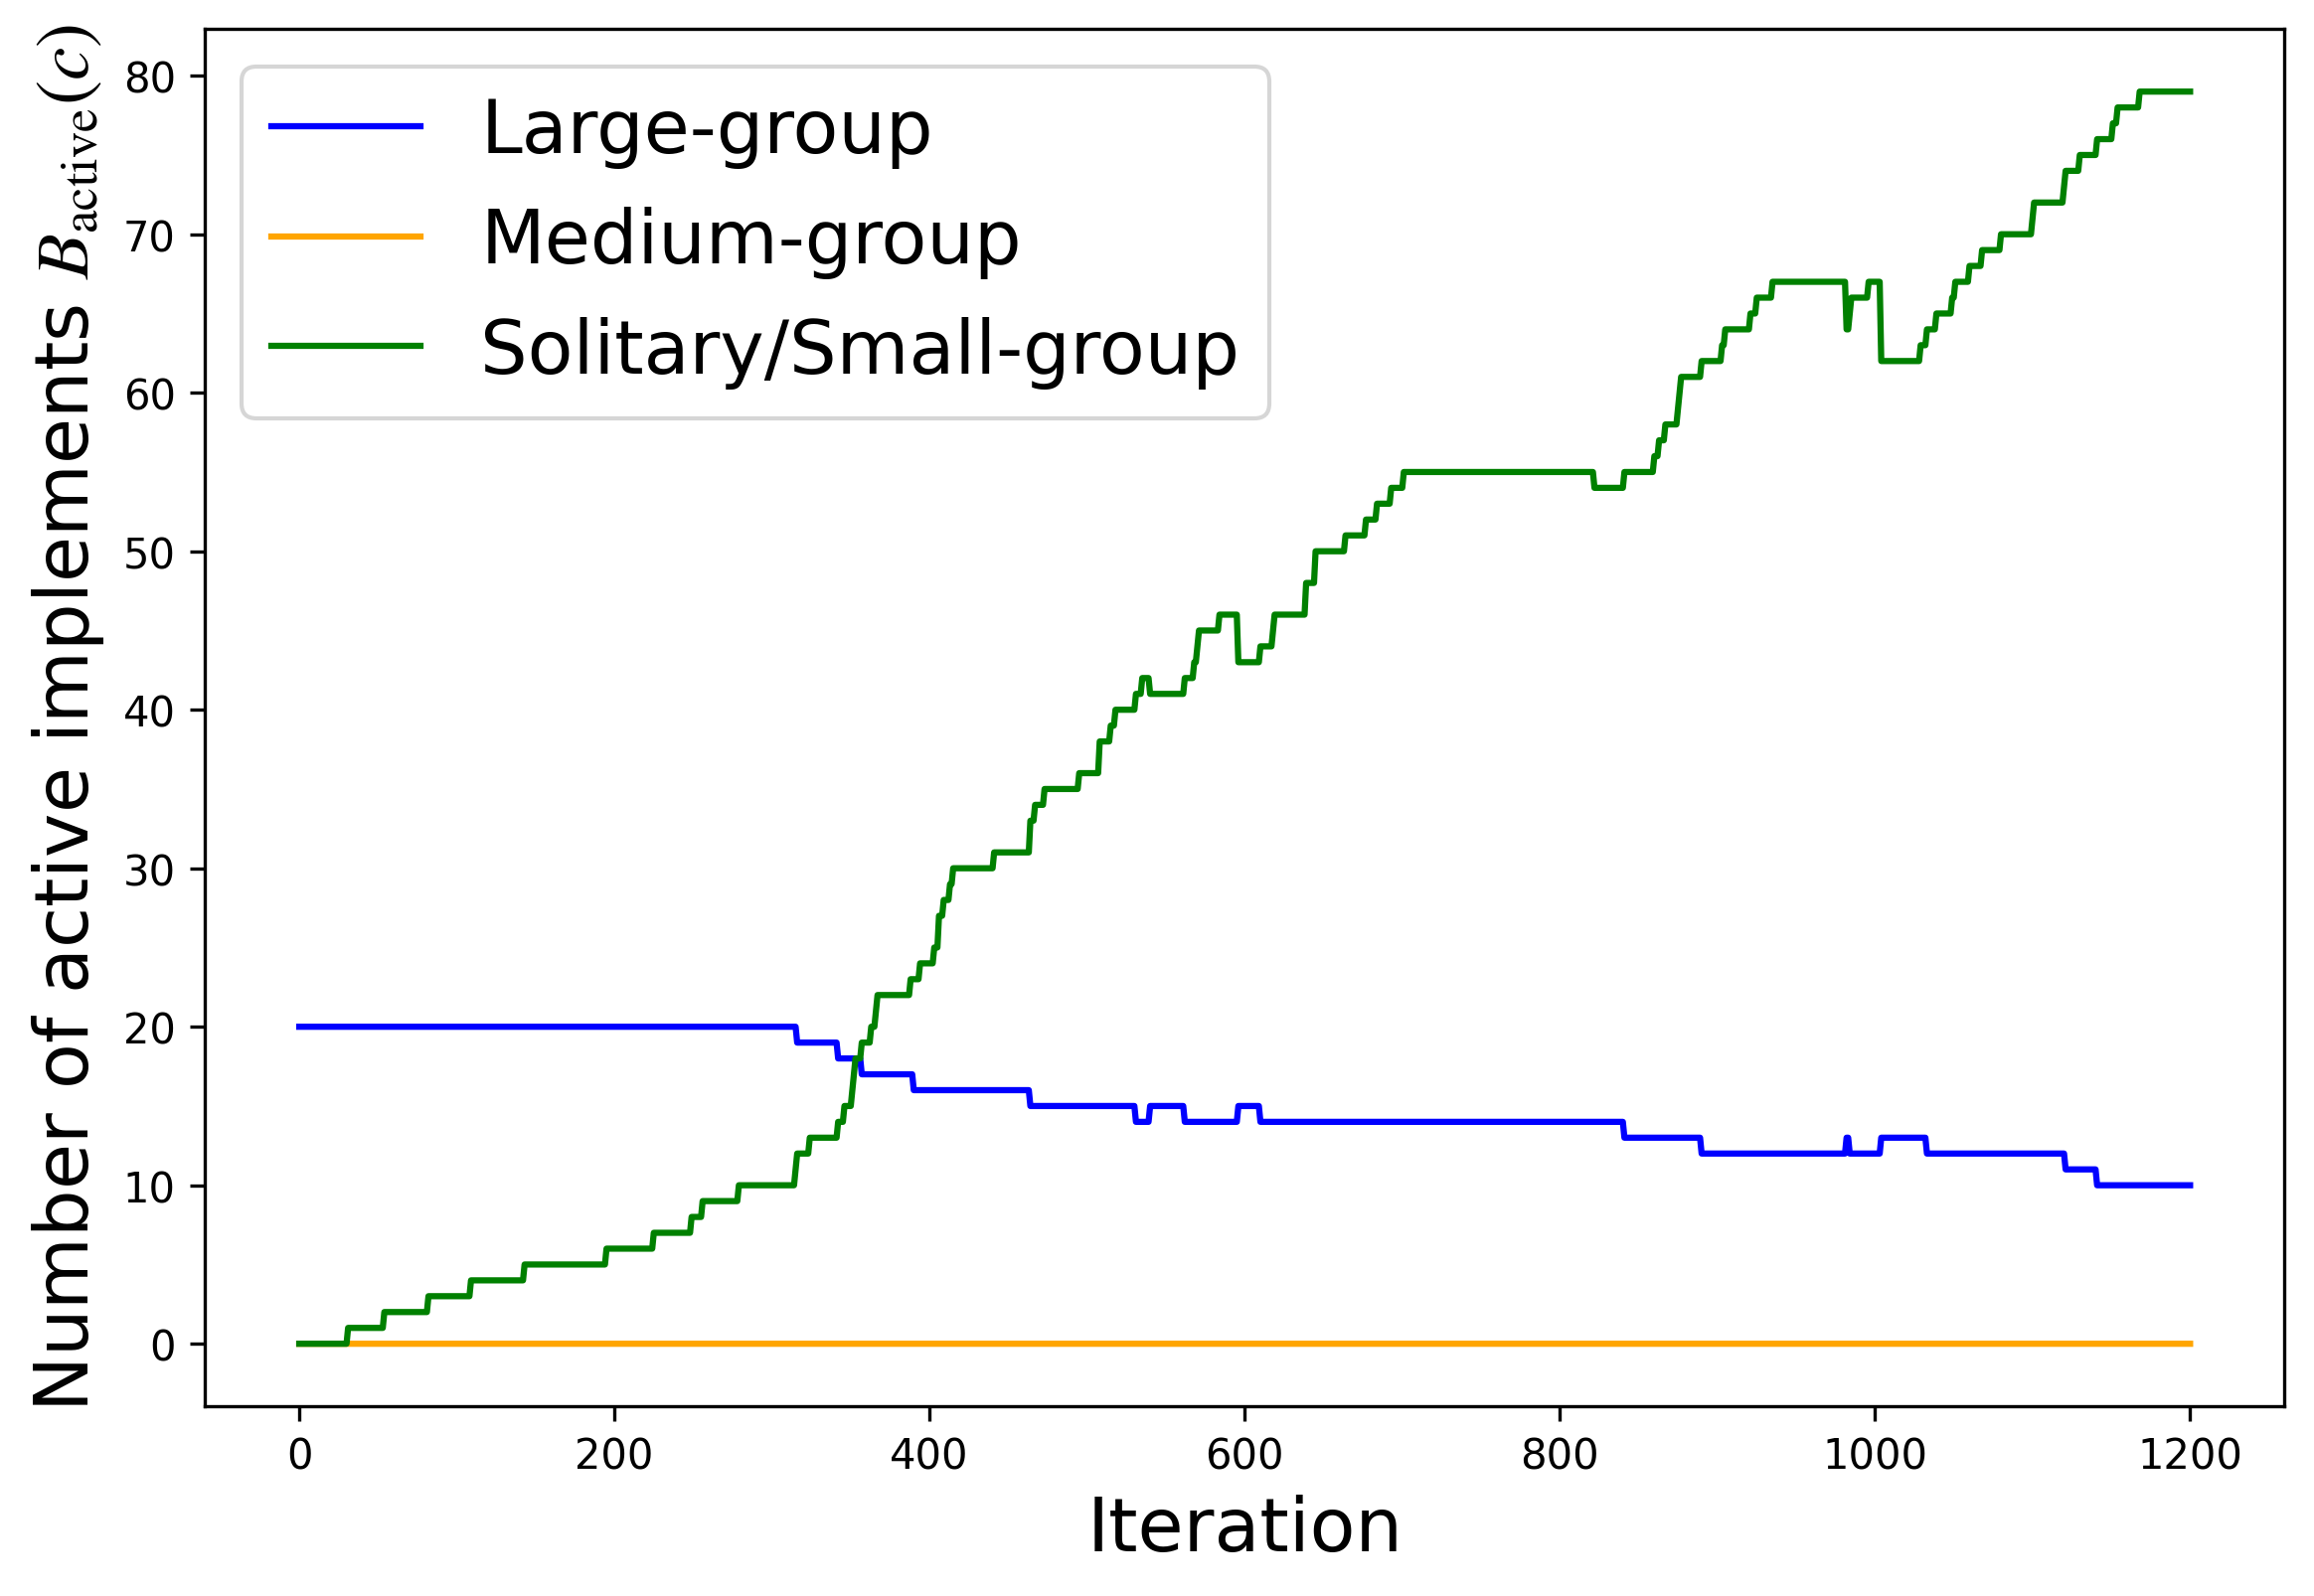 Number of active implements B_active(c)
80
70
60
50
40
30
20
10
0
Large-group
Medium-group
Solitary/Small-group
0 200 400 600 800 1000 1200
Iteration